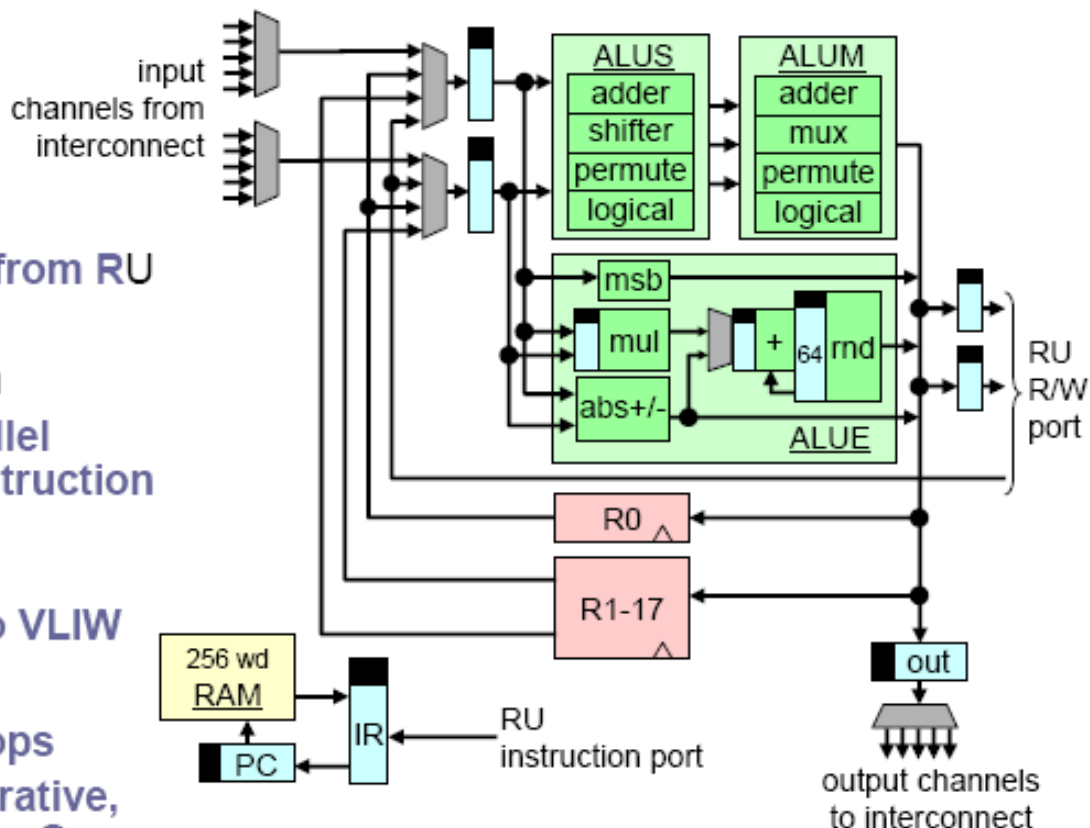 input
channels from
interconnect
ALUS
adder
shifter
permute
logical
ALUM
adder
mux
permute
logical
from RU
msb
mul
+
64
rnd
abs+/-
ALUE
RU
R/W
port
llel
struction
R0
R1-17
o VLIW
256 wd
RAM
IR
PC
RU
instruction port
out
ops
rative,
output channels
to interconnect